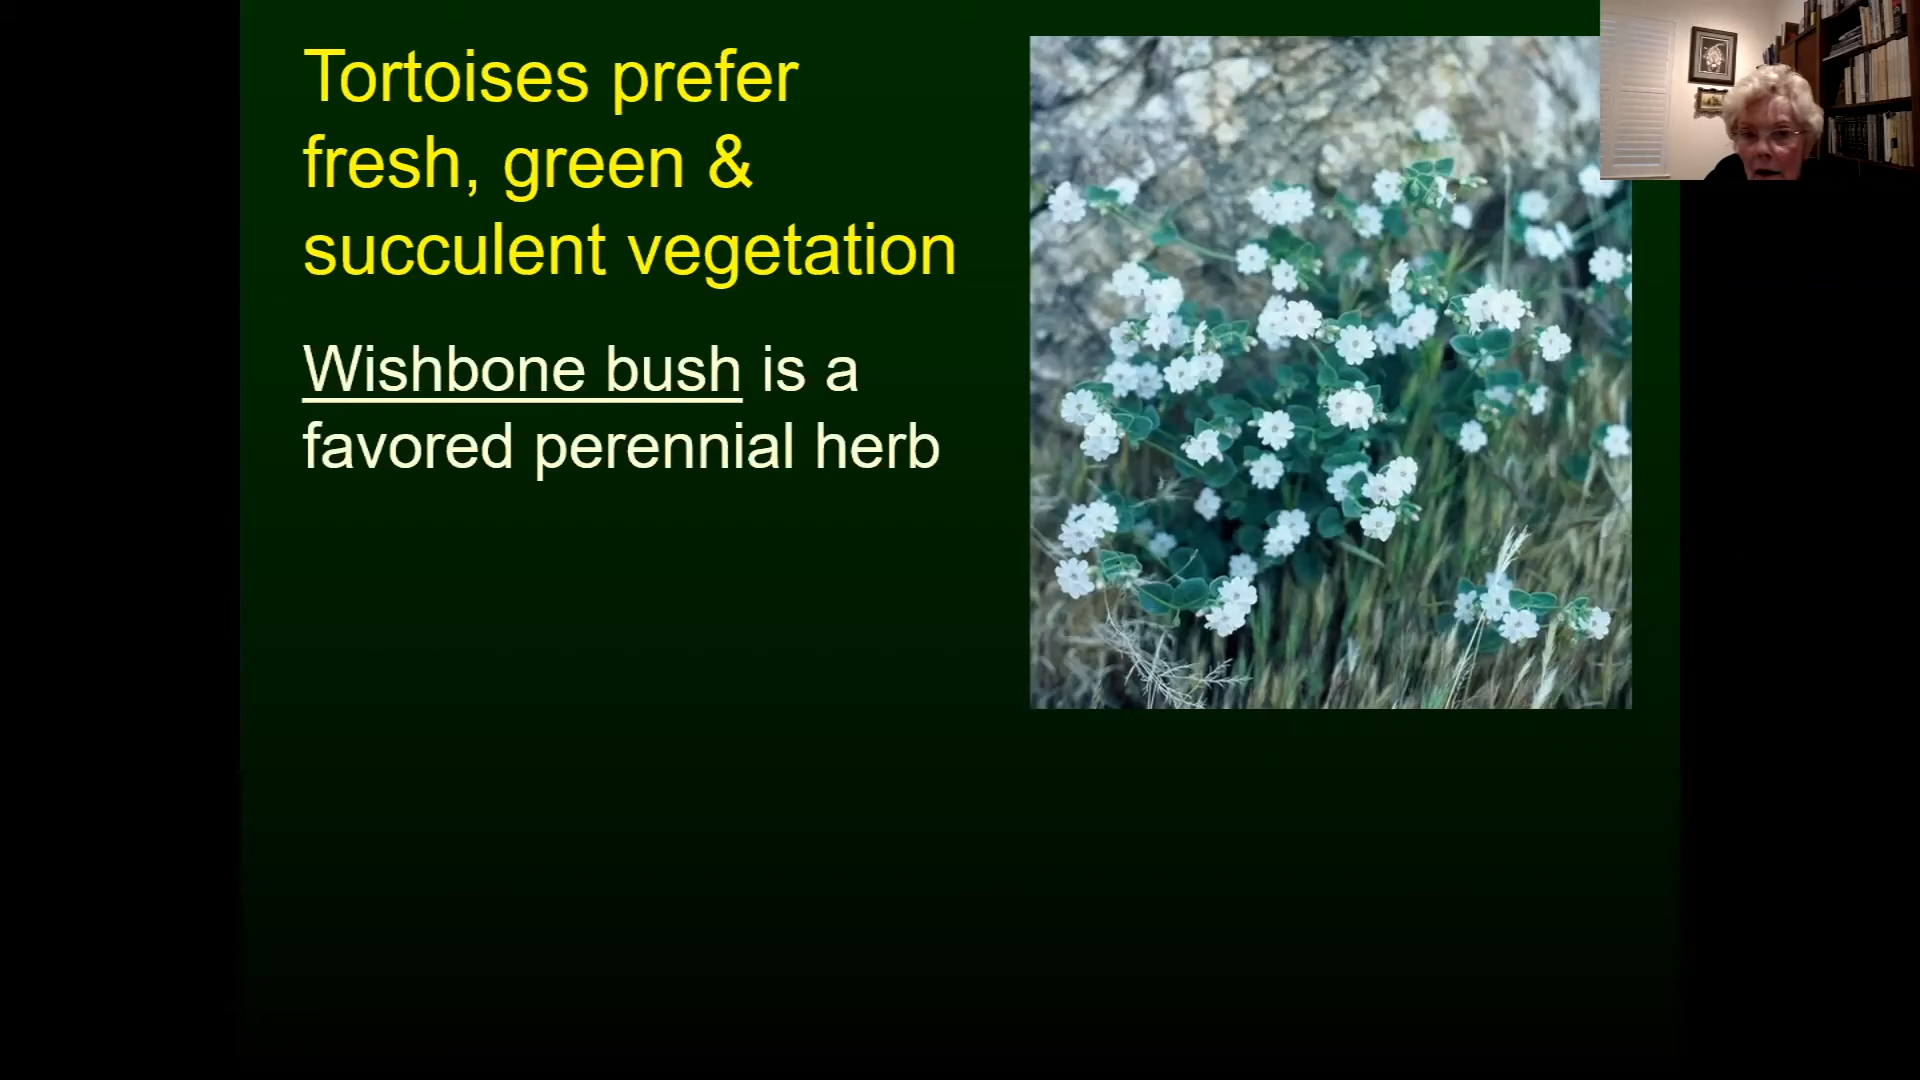 Tortoises prefer
fresh, green &
succulent vegetation
Wishbone bush is a
favored perennial herb